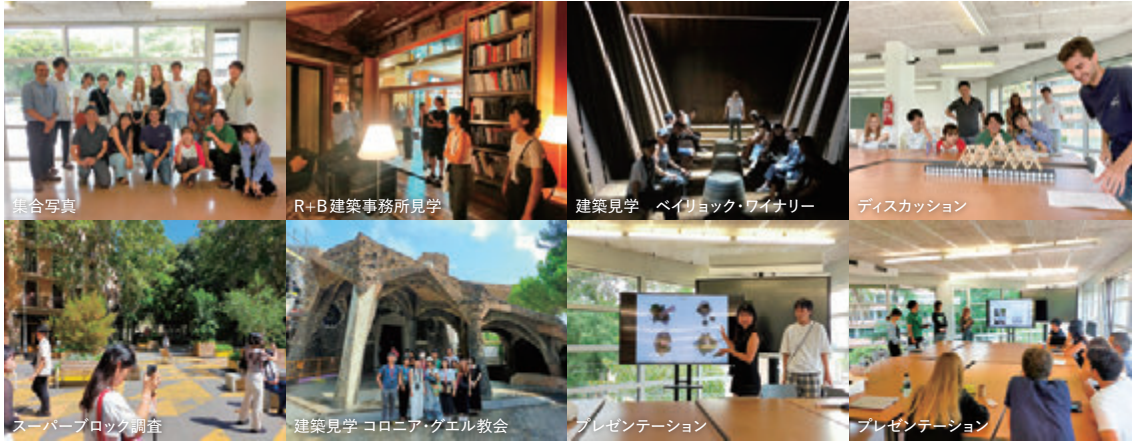 集合写真
R+B建築事務所見学
建築見学　ベイリョック・ワイナリー
ディスカッション
スーパーブロック調査
建築見学 コロニア・グエル教会
プレゼンテーション
プレゼンテーション